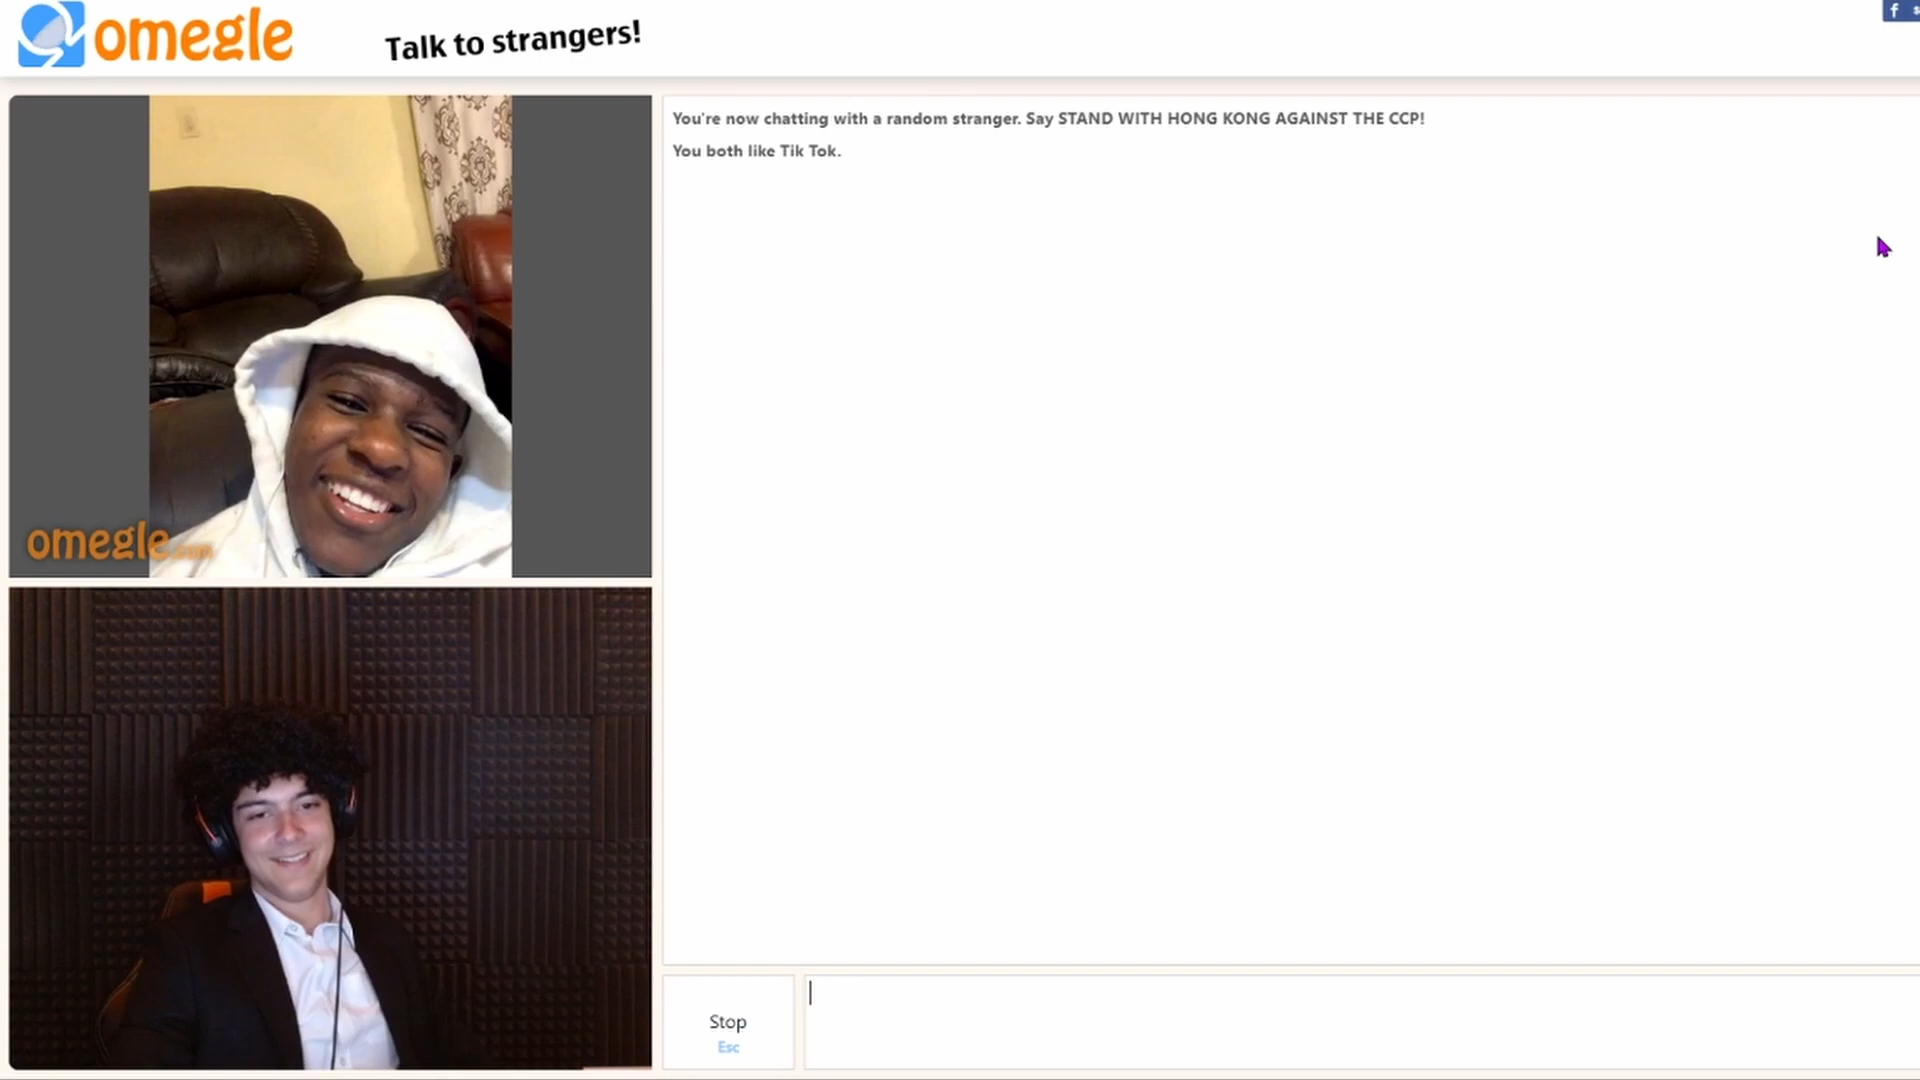 omegle
Talk to strangers!
f
You're now chatting with a random stranger. Say STAND WITH HONG KONG AGAINST THE CCP!
You both like Tik Tok.
omegle.com
Stop
Esc